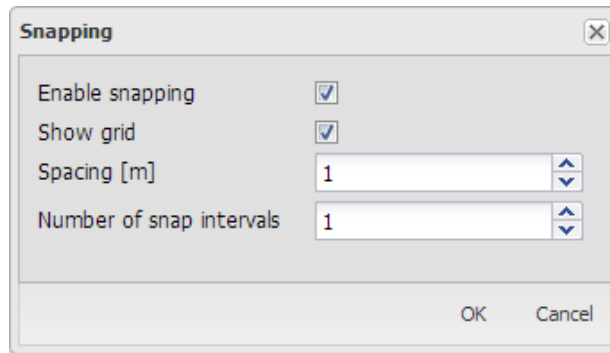 Snapping
Enable snapping
Show grid
Spacing [m] 1
Number of snap intervals 1
OK Cancel